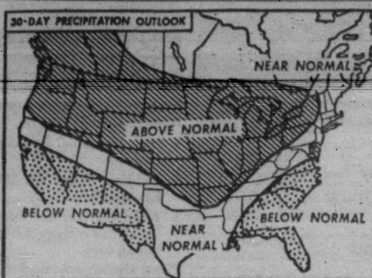 30-DAY PRECIPITATION OUTLOOK
NEAR NORMAL
ABOVE NORMAL
BELOW NORMAL
NEAR
NORMAL
BELOW NORMAL